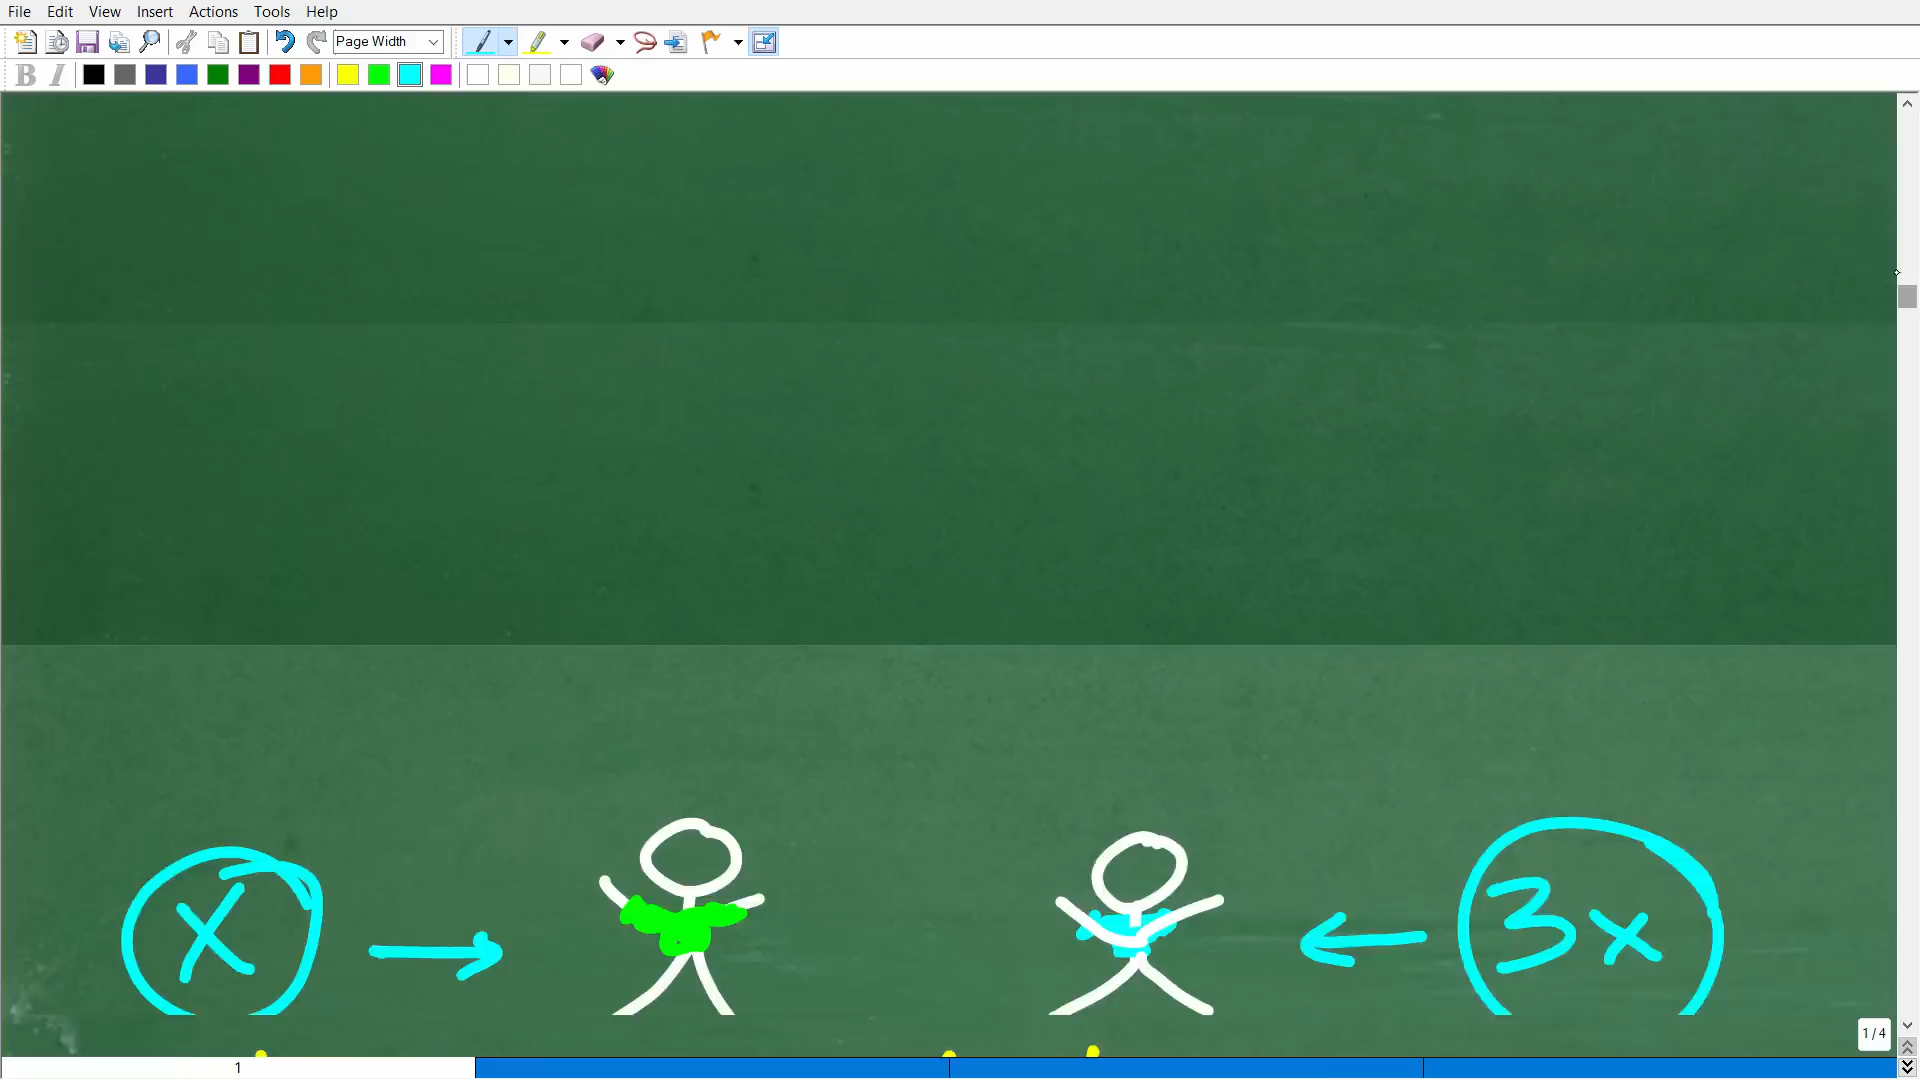 File Edit View Insert Actions Tools Help
Page Width
B I
X 3x
1 / 4
1